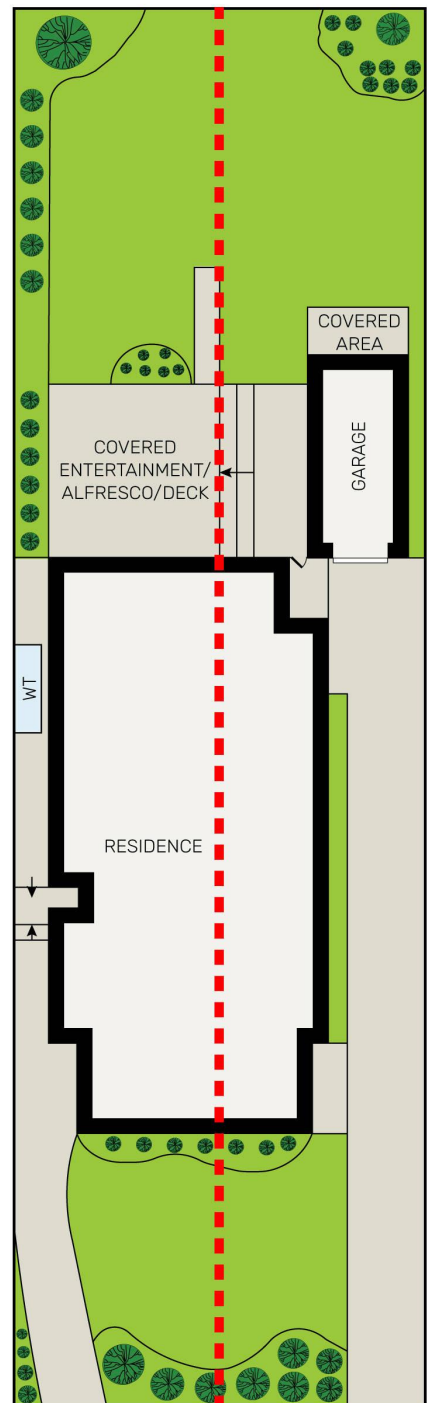 COVERED
AREA
GARAGE
COVERED
ENTERTAINMENT/
ALFRESCO/DECK
WT
RESIDENCE